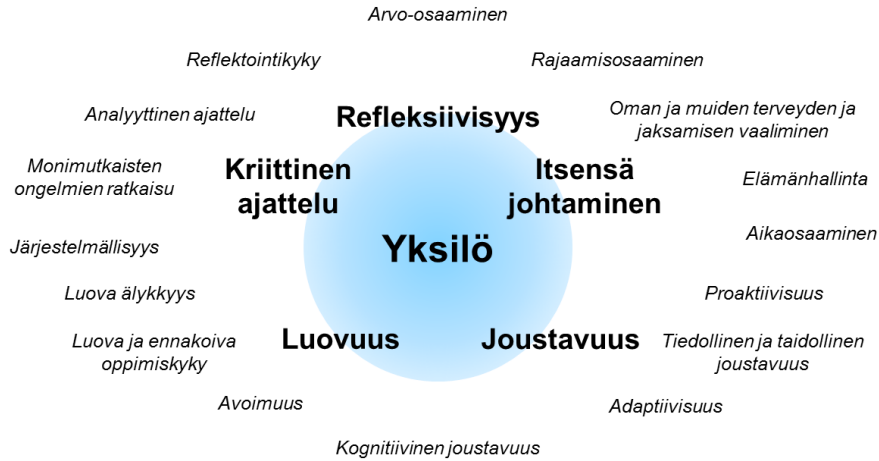 Arvo-osaaminen
Reflektointikyky
Rajaamisosaaminen
Analyyttinen ajattelu
Refleksiivisyys
Oman ja muiden terveyden ja
jaksamisen vaaliminen
Monimutkaisten
ongelmien ratkaisu
Kriittinen
ajattelu
Itsensä
johtaminen
Elämänhallinta
Järjestelmällisyys
Yksilö
Aikaosaaminen
Luova älykkyys
Proaktiivisuus
Luova ja ennakoiva
oppimiskyky
Luovuus
Joustavuus
Tiedollinen ja taidollinen
joustavuus
Avoimuus
Adaptiivisuus
Kognitiivinen joustavuus